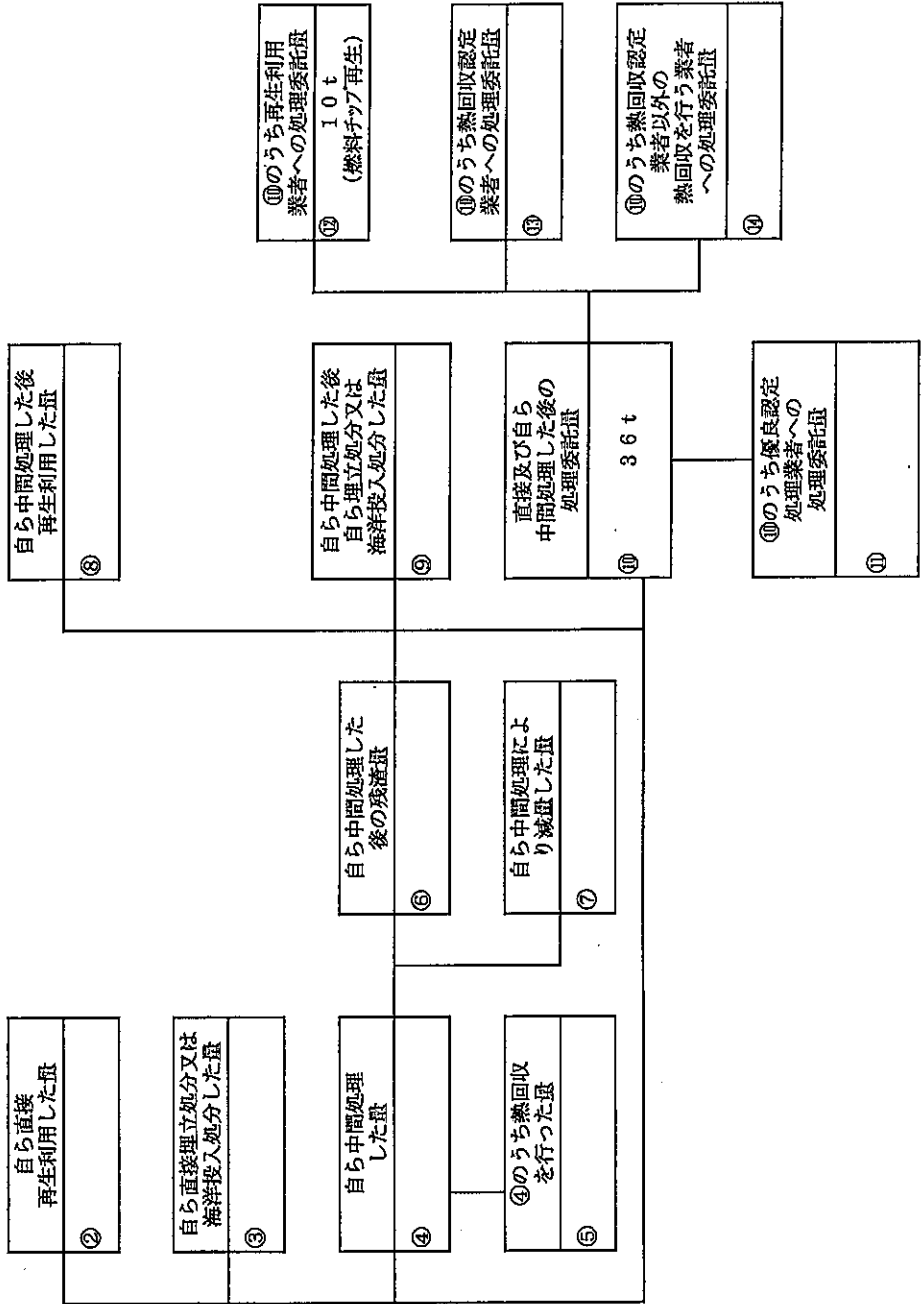 自ら直接
再生利用した量
②
自ら直接埋立処分又は
海洋投入処分した量
③
自ら中間処理
した量
④
④のうち熱回収
を行った量
⑤
自ら中間処理した
後の残渣量
⑥
自ら中間処理によ
り減量した量
⑦
自ら中間処理した後
再生利用した量
⑧
自ら中間処理した後
自ら埋立処分又は
海洋投入処分した量
⑨
直接及び自ら
中間処理した後の
処理委託量
⑩
36t
⑩のうち優良認定
処理業者への
処理委託量
⑪
⑩のうち再生利用
業者への処理委託量
⑫
10t
(燃料チップ再生)
⑩のうち熱回収認定
業者への処理委託量
⑬
⑩のうち熱回収認定
業者以外の
熱回収を行う業者
への処理委託量
⑭